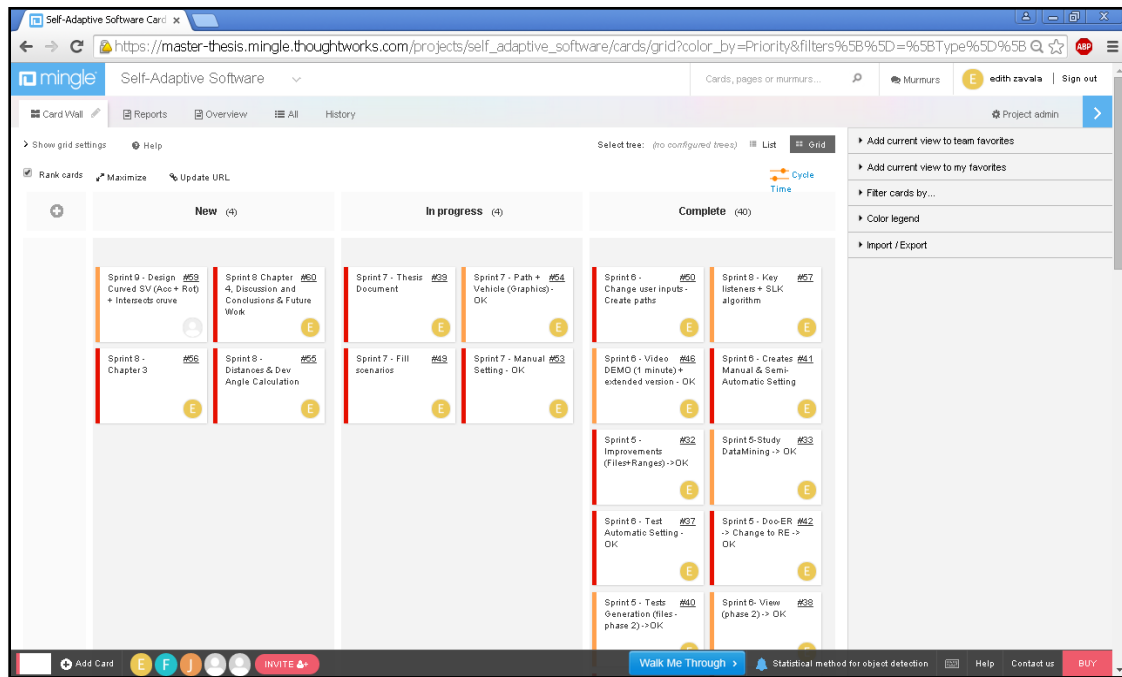 Self-Adaptive Software Card
https://master-thesis.mingle.thoughtworks.com/projects/self_adaptive_software/cards/grid?color_by=Priority&filters%5B%5D=%5BType%5D%5B
ABP
mingle
Self-Adaptive Software
Cards, pages or murmurs...
Murmurs
E
edith zavala | Sign out
Card Wall
Reports
Overview
All
History
Project admin
Show grid settings
Help
Select tree: (no configured trees)
List
Grid
Rank cards
Maximize
Update URL
Cycle
Time
Add current view to team favorites
Add current view to my favorites
Filter cards by...
Color legend
Import / Export
New (4)
In progress (4)
Complete (40)
Sprint 9 - Design #59
Curved SV (Acc + Rot)
+ Intersects cruve
Sprint 8 Chapter #60
4, Discussion and
Conclusions & Future
Work
E
Sprint 7 - Thesis #39
Document
E
Sprint 7 - Path + #54
Vehicle (Graphics) -
OK
E
Sprint 6 - #50
Change user inputs -
Create paths
E
Sprint 8 - Key #57
listeners + SLK
algorithm
E
Sprint 8 - #56
Chapter 3
E
Sprint 8 - #55
Distances & Dev
Angle Calculation
E
Sprint 7 - Fill #49
scenarios
E
Sprint 7 - Manual #53
Setting - OK
E
Sprint 6 - Video #46
DEMO (1 minute) +
extended version - OK
E
Sprint 6 - Creates #41
Manual & Semi-
Automatic Setting
E
Sprint 5 - #32
Improvements
(Files+Ranges) ->OK
E
Sprint 5-Study #33
DataMining -> OK
E
Sprint 6 - Test #37
Automatic Setting -
OK
E
Sprint 5 - Doc-ER #42
-> Change to RE ->
OK
E
Sprint 5 - Tests #40
Generation (files -
phase 2) ->OK
Sprint 6- View #38
(phase 2) -> OK
Add Card
E
F
J
INVITE
Walk Me Through >
Statistical method for object detection
Help
Contact us
BUY